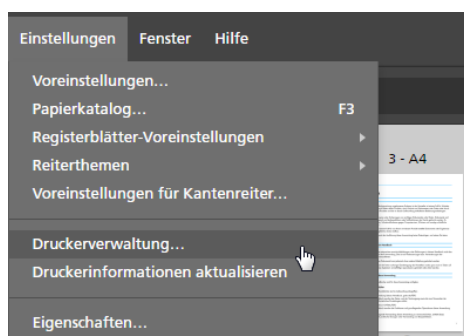 Einstellungen Fenster Hilfe
Voreinstellungen...
Papierkatalog... F3
Registerblätter-Voreinstellungen
Reiterthemen
3 - A4
Voreinstellungen für Kantenreiter...
Druckerverwaltung...
Druckerinformationen aktualisieren
Eigenschaften...